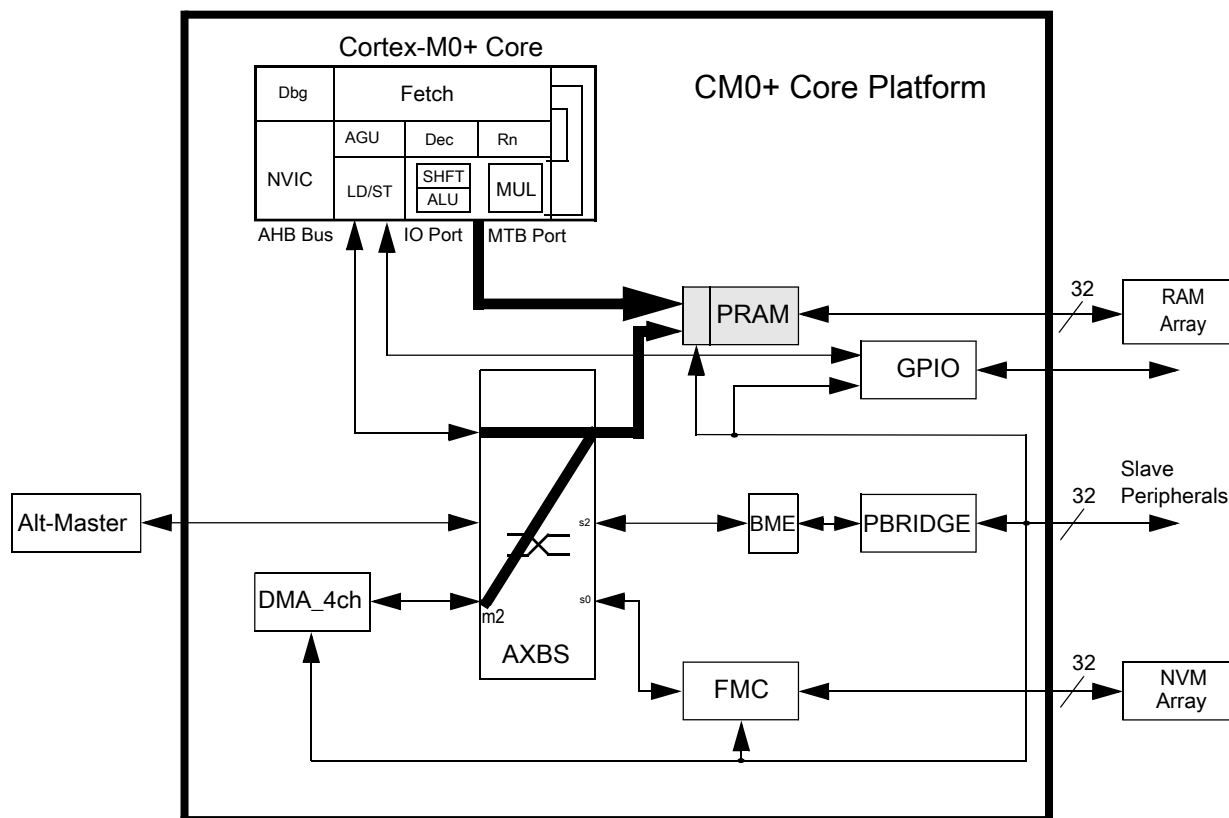 Cortex-M0+ Core
CM0+ Core Platform
Dbg
Fetch
AGU
Dec
Rn
NVIC
LD/ST
SHFT
ALU
MUL
AHB Bus
IO Port
MTB Port
PRAM
32
RAM
Array
GPIO
Alt-Master
s2
BME
PBRIDGE
32
Slave
Peripherals
DMA_4ch
m2
s0
AXBS
FMC
32
NVM
Array